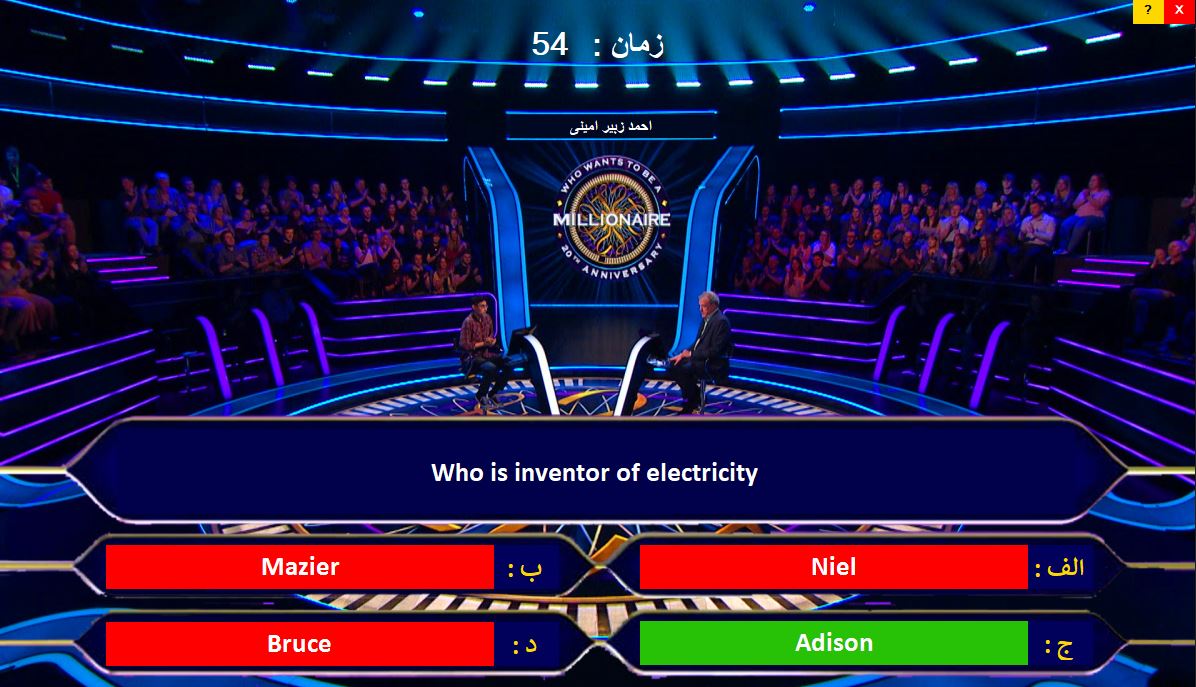 ? X
زمان : 54
احمد زبیر امینی
WHO WANTS TO BE A
MILLIONAIRE
20TH ANNIVERSARY
Who is inventor of electricity
الف : Niel
ب : Mazier
ج : Adison
د : Bruce